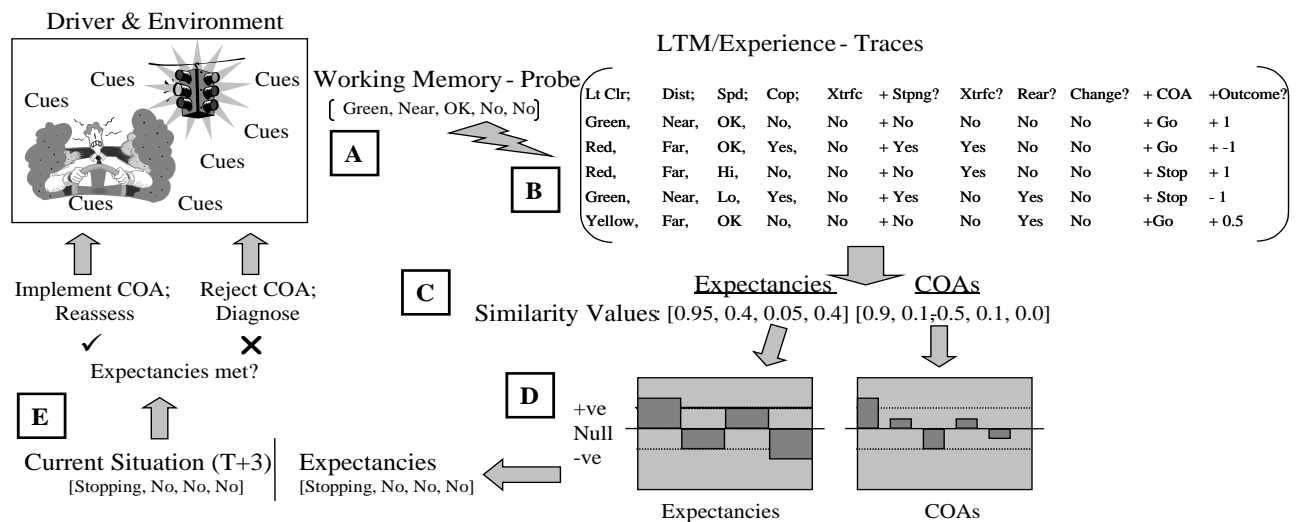 Driver & Environment
Cues
Cues
Cues
Cues
Cues
Cues
Cues
Working Memory - Probe
Green, Near, OK, No, No
A
B
LTM/Experience - Traces
Lt Clr; Dist; Spd; Cop; Xtrfc + Stpng? Xtrfc? Rear? Change? + COA +Outcome?
Green, Near, OK, No, No + No No No No + Go + 1
Red, Far, OK, Yes, No + Yes Yes No No + Go + -1
Red, Far, Hi, No, No + No Yes No No + Stop + 1
Green, Near, Lo, Yes, No + Yes No Yes No + Stop - 1
Yellow, Far, OK No, No + No No Yes No +Go + 0.5
C
Expectancies COAs
Similarity Values: [0.95, 0.4, 0.05, 0.4] [0.9, 0.1-0.5, 0.1, 0.0]
D
+ve
Null
-ve
Expectancies
COAs
Implement COA;
Reassess
✓
Reject COA;
Diagnose
✕
Expectancies met?
E
Current Situation (T+3)
[Stopping, No, No, No]
Expectancies
[Stopping, No, No, No]